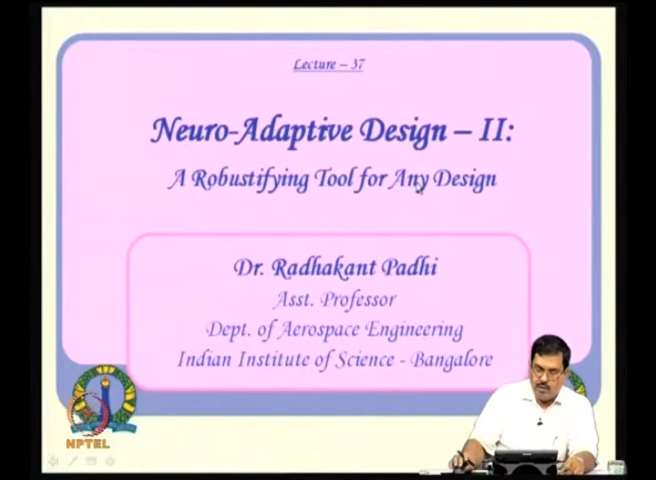 Lecture – 37
Neuro-Adaptive Design – II:
A Robustifying Tool for Any Design
Dr. Radhakant Padhi
Asst. Professor
Dept. of Aerospace Engineering
Indian Institute of Science - Bangalore
NPTEL